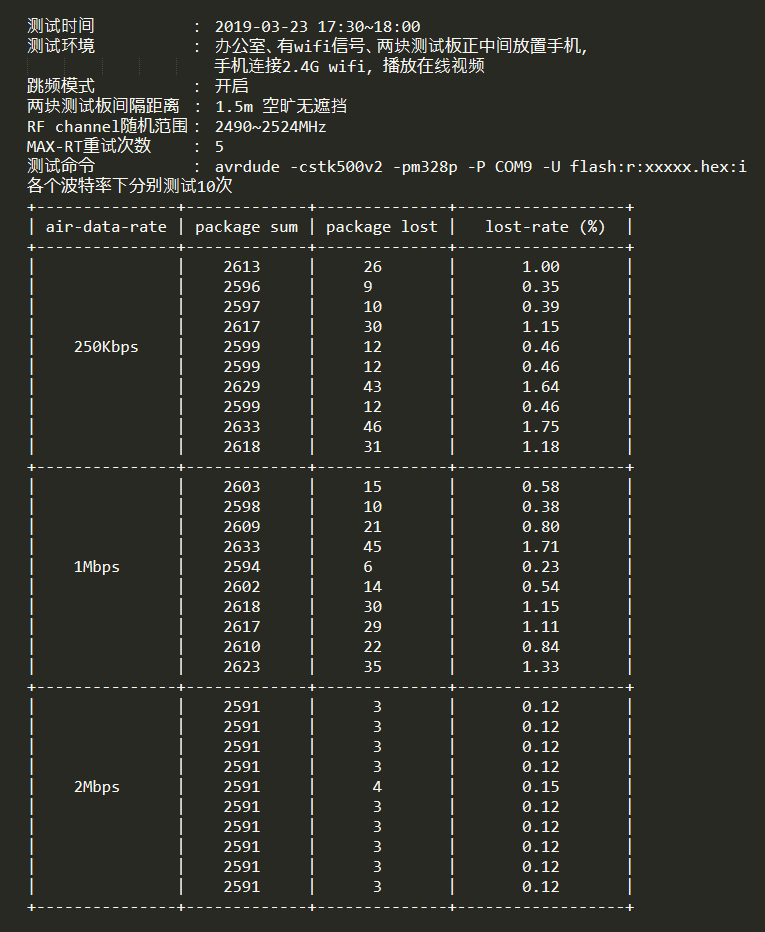 测试时间 : 2019-03-23 17:30~18:00
测试环境 : 办公室、有wifi信号、两块测试板正中间放置手机,
手机连接2.4G wifi, 播放在线视频
跳频模式 : 开启
两块测试板间隔距离 : 1.5m 空旷无遮挡
RF channel随机范围 : 2490~2524MHz
MAX-RT重试次数 : 5
测试命令 : avrdude -cstk500v2 -pm328p -P COM9 -U flash:r:xxxxx.hex:i
各个波特率下分别测试10次
+---------------+-------------+--------------+------------------+
| air-data-rate | package sum | package lost | lost-rate (%) |
+---------------+-------------+--------------+------------------+
| | 2613 | 26 | 1.00 |
| | 2596 | 9 | 0.35 |
| | 2597 | 10 | 0.39 |
| | 2617 | 30 | 1.15 |
| 250Kbps | 2599 | 12 | 0.46 |
| | 2599 | 12 | 0.46 |
| | 2629 | 43 | 1.64 |
| | 2599 | 12 | 0.46 |
| | 2633 | 46 | 1.75 |
| | 2618 | 31 | 1.18 |
+---------------+-------------+--------------+------------------+
| | 2603 | 15 | 0.58 |
| | 2598 | 10 | 0.38 |
| | 2609 | 21 | 0.80 |
| | 2633 | 45 | 1.71 |
| 1Mbps | 2594 | 6 | 0.23 |
| | 2602 | 14 | 0.54 |
| | 2618 | 30 | 1.15 |
| | 2617 | 29 | 1.11 |
| | 2610 | 22 | 0.84 |
| | 2623 | 35 | 1.33 |
+---------------+-------------+--------------+------------------+
| | 2591 | 3 | 0.12 |
| | 2591 | 3 | 0.12 |
| | 2591 | 3 | 0.12 |
| | 2591 | 3 | 0.12 |
| 2Mbps | 2591 | 4 | 0.15 |
| | 2591 | 3 | 0.12 |
| | 2591 | 3 | 0.12 |
| | 2591 | 3 | 0.12 |
| | 2591 | 3 | 0.12 |
| | 2591 | 3 | 0.12 |
+---------------+-------------+--------------+------------------+